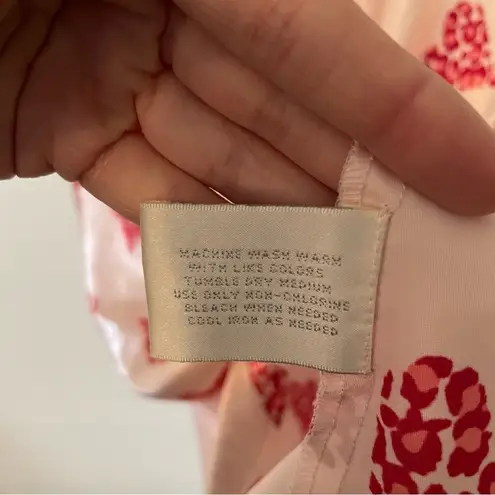 MACHINE WASH WARM
WITH LIKE COLORS
TUMBLE DRY MEDIUM
USE ONLY NON-CHLORINE
BLEACH WHEN NEEDED
COOL IRON AS NEEDED